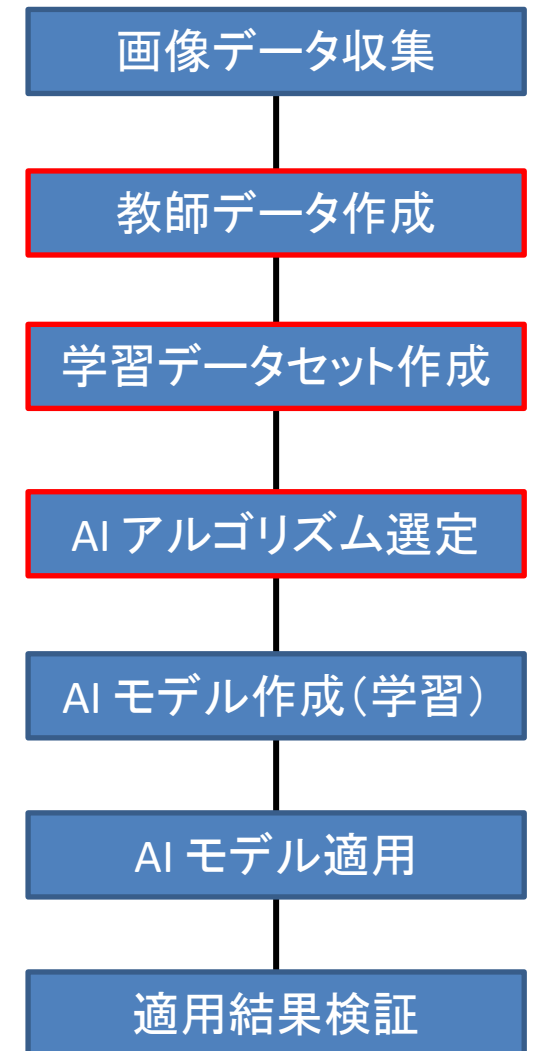 画像データ収集
教師データ作成
学習データセット作成
AI アルゴリズム選定
AI モデル作成（学習）
AI モデル適用
適用結果検証